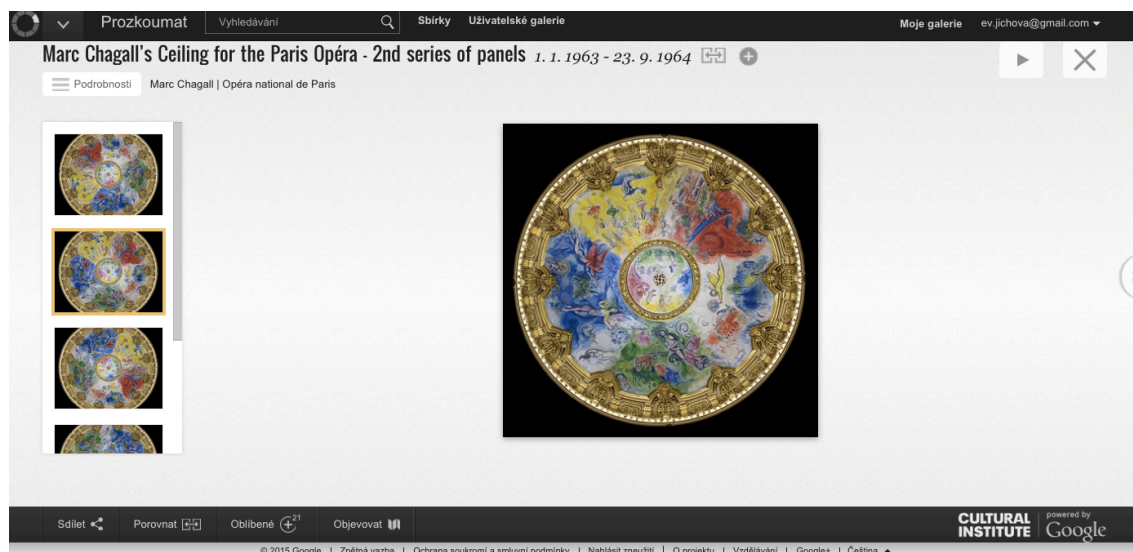 Prozkoumat Vyhledávání Sbírky Uživatelské galerie Moje galerie ev.jichova@gmail.com
Marc Chagall's Ceiling for the Paris Opéra - 2nd series of panels 1. 1. 1963 - 23. 9. 1964
Podrobnosti Marc Chagall | Opéra national de Paris
Sdílet Porovnat Oblíbené 21 Objevovat
CULTURAL INSTITUTE powered by Google
© 2015 Google | Zpětná vazba | Ochrana soukromí a smluvní podmínky | Nahlásit zneužití | O projektu | Vzdělávání | Google+ | Čeština